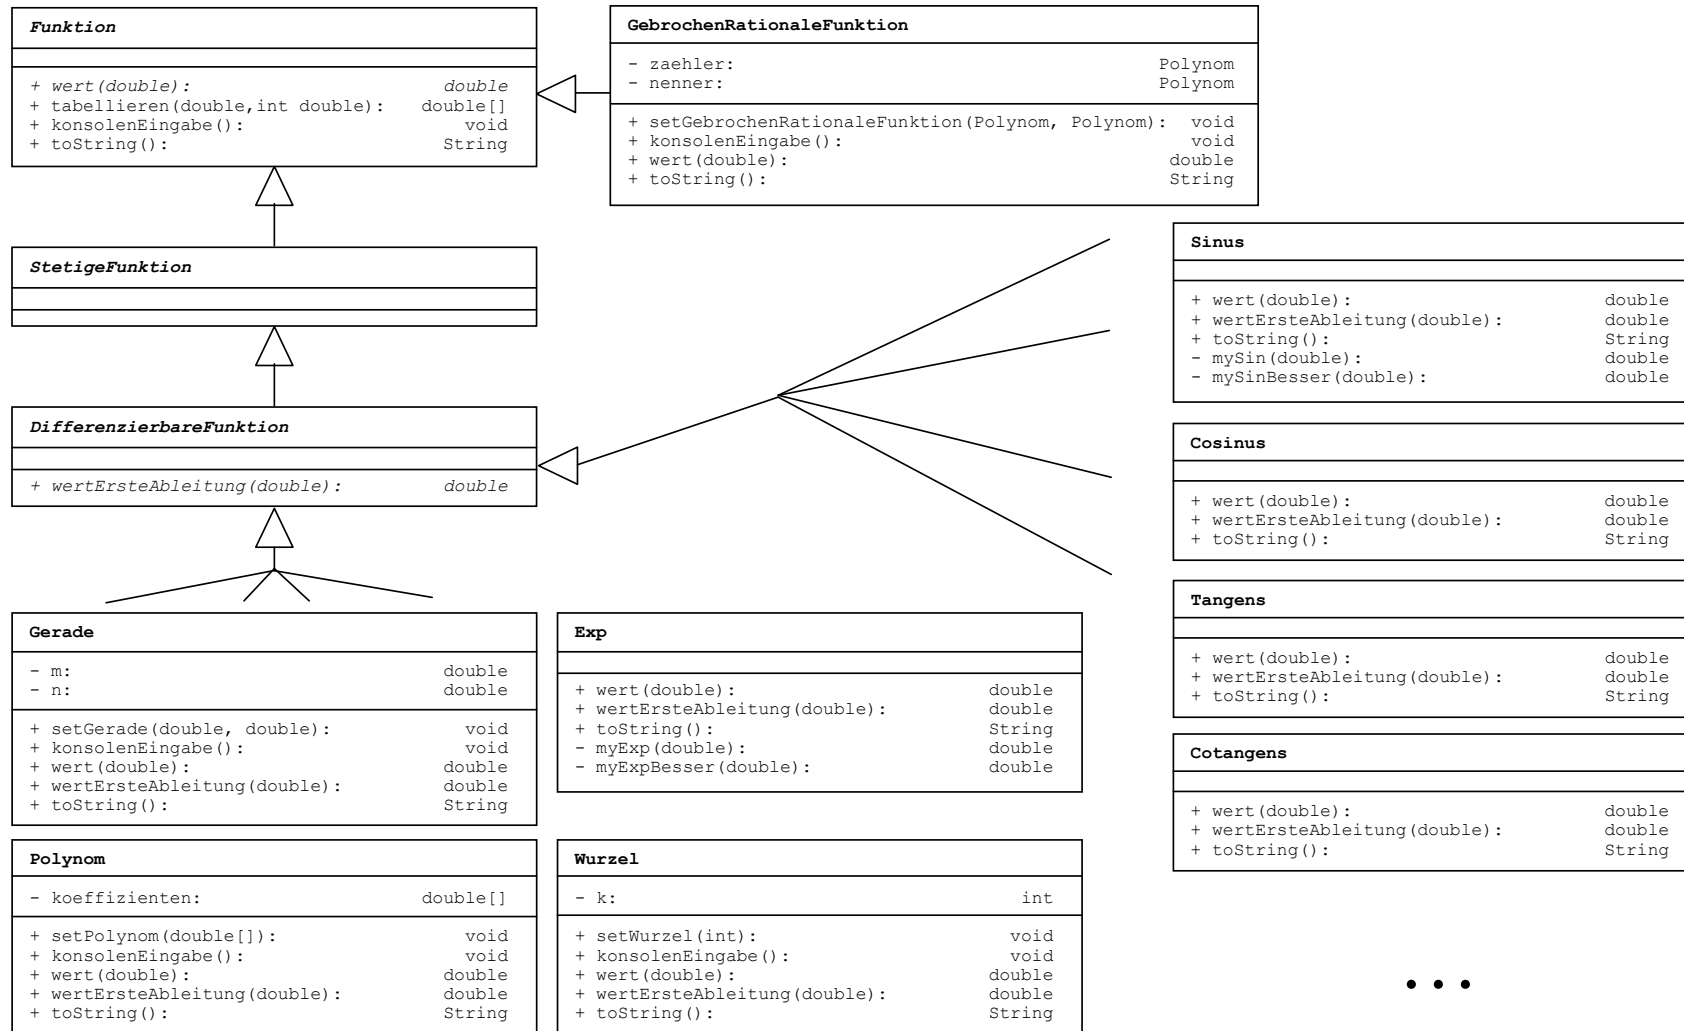 Funktion
+ wert(double): double
+ tabellieren(double,int double): double[]
+ konsolenEingabe(): void
+ toString(): String
GebrochenRationaleFunktion
- zaehler: Polynom
- nenner: Polynom
+ setGebrochenRationaleFunktion(Polynom, Polynom): void
+ konsolenEingabe(): void
+ wert(double): double
+ toString(): String
StetigeFunktion
DifferenzierbareFunktion
+ wertErsteAbleitung(double): double
Sinus
+ wert(double): double
+ wertErsteAbleitung(double): double
+ toString(): String
- mySin(double): double
- mySinBesser(double): double
Cosinus
+ wert(double): double
+ wertErsteAbleitung(double): double
+ toString(): String
Tangens
+ wert(double): double
+ wertErsteAbleitung(double): double
+ toString(): String
Cotangens
+ wert(double): double
+ wertErsteAbleitung(double): double
+ toString(): String
Gerade
- m: double
- n: double
+ setGerade(double, double): void
+ konsolenEingabe(): void
+ wert(double): double
+ wertErsteAbleitung(double): double
+ toString(): String
Exp
+ wert(double): double
+ wertErsteAbleitung(double): double
+ toString(): String
- myExp(double): double
- myExpBesser(double): double
Polynom
- koeffizienten: double[]
+ setPolynom(double[]): void
+ konsolenEingabe(): void
+ wert(double): double
+ wertErsteAbleitung(double): double
+ toString(): String
Wurzel
- k: int
+ setWurzel(int): void
+ konsolenEingabe(): void
+ wert(double): double
+ wertErsteAbleitung(double): double
+ toString(): String
• • •